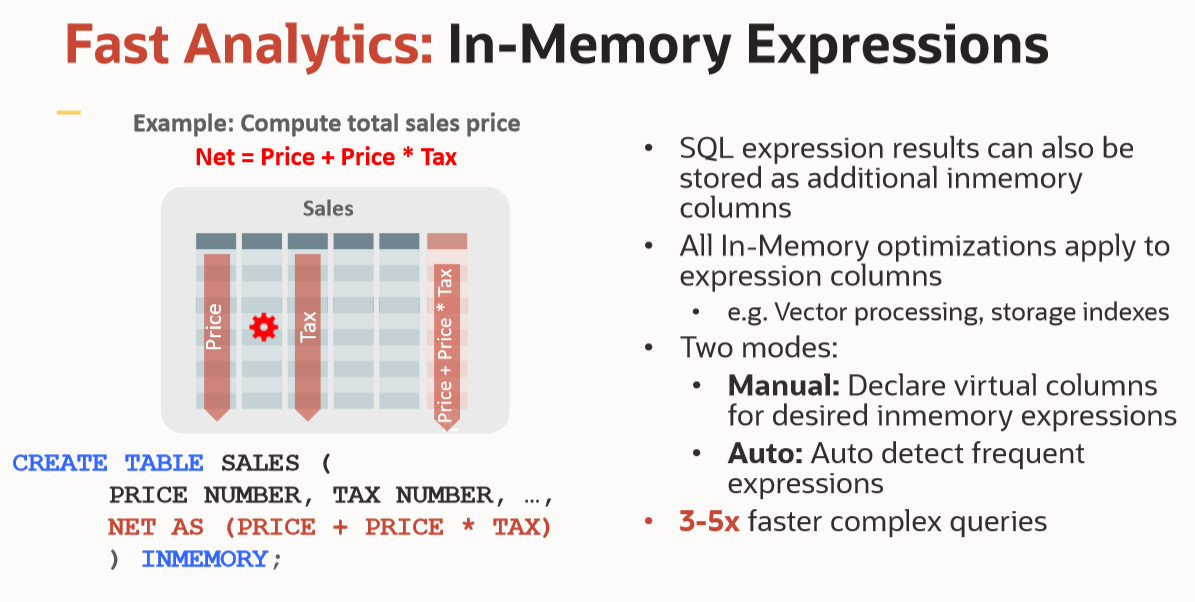 Fast Analytics: In-Memory Expressions
Example: Compute total sales price
Net = Price + Price * Tax
Sales
Price
Tax
Price + Price * Tax
CREATE TABLE SALES (
PRICE NUMBER, TAX NUMBER, …,
NET AS (PRICE + PRICE * TAX)
) INMEMORY;
• SQL expression results can also be
stored as additional inmemory
columns
• All In-Memory optimizations apply to
expression columns
• e.g. Vector processing, storage indexes
• Two modes:
• Manual: Declare virtual columns
for desired inmemory expressions
• Auto: Auto detect frequent
expressions
• 3-5x faster complex queries